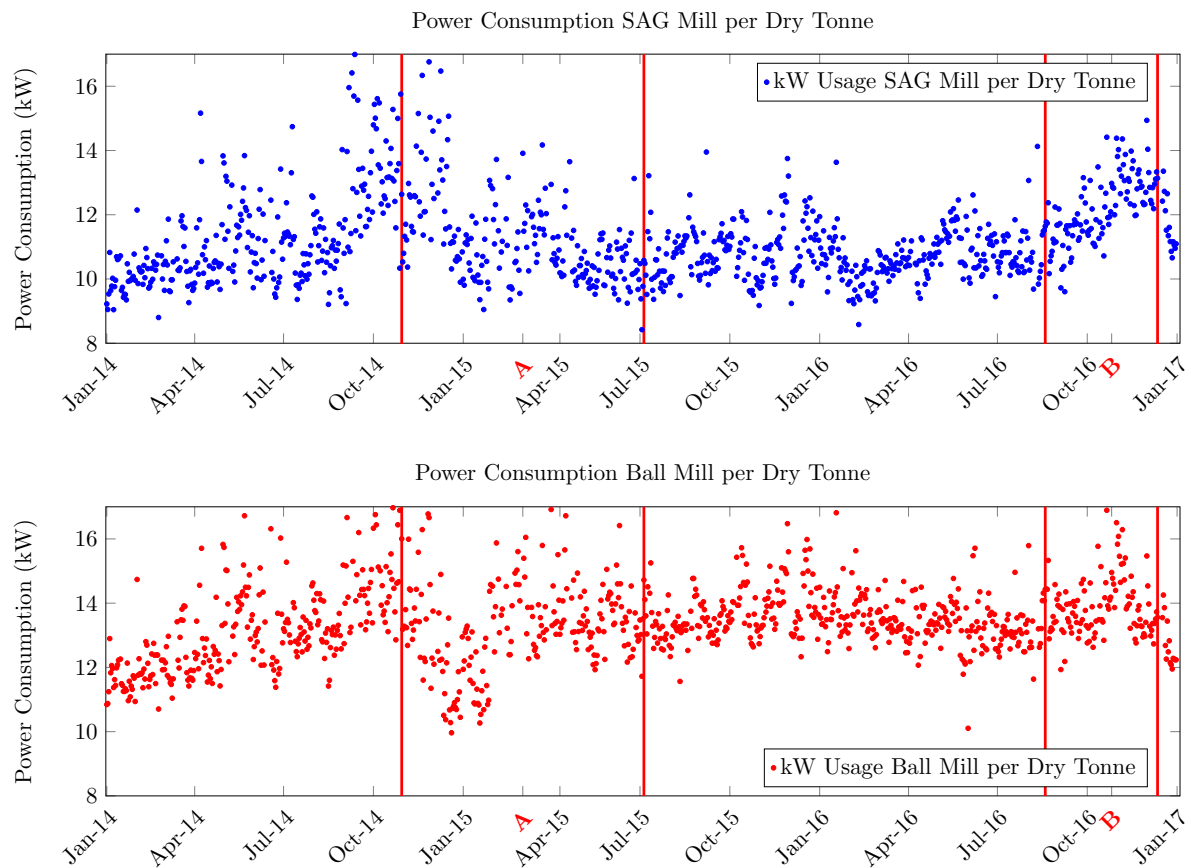 Power Consumption SAG Mill per Dry Tonne
Power Consumption (kW)
16
14
12
10
8
kW Usage SAG Mill per Dry Tonne
Jan-14
Apr-14
Jul-14
Oct-14
Jan-15
A
Apr-15
Jul-15
Oct-15
Jan-16
Apr-16
Jul-16
Oct-16
B
Jan-17
Power Consumption Ball Mill per Dry Tonne
Power Consumption (kW)
16
14
12
10
8
kW Usage Ball Mill per Dry Tonne
Jan-14
Apr-14
Jul-14
Oct-14
Jan-15
A
Apr-15
Jul-15
Oct-15
Jan-16
Apr-16
Jul-16
Oct-16
B
Jan-17